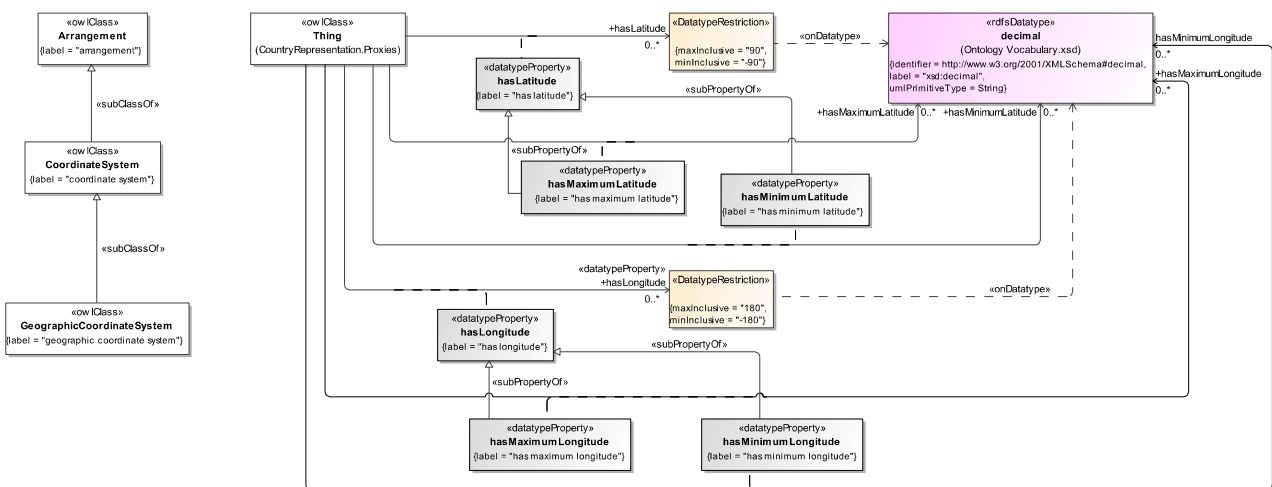 «owlClass»
Arrangement
{label = "arrangement"}
«subClassOf»
«owlClass»
CoordinateSystem
{label = "coordinate system"}
«subClassOf»
«owlClass»
GeographicCoordinateSystem
{label = "geographic coordinate system"}
«owlClass»
Thing
(CountryRepresentation.Proxies)
+hasLatitude
0..*
«DatatypeRestriction»
{maxInclusive = "90",
minInclusive = "-90"}
«onDatatype»
«rdfsDatatype»
decimal
(Ontology Vocabulary.xsd)
{identifier = http://www.w3.org/2001/XMLSchema#decimal,
label = "xsd:decimal",
umlPrimitiveType = String}
hasMinimumLongitude
0..*
+hasMaximumLongitude
0..*
«datatypeProperty»
hasLatitude
{label = "has latitude"}
«subPropertyOf»
+hasMaximumLatitude 0..*
+hasMinimumLatitude 0..*
«subPropertyOf»
«datatypeProperty»
hasMaximumLatitude
{label = "has maximum latitude"}
«datatypeProperty»
hasMinimumLatitude
{label = "has minimum latitude"}
«datatypeProperty»
+hasLongitude
0..*
«DatatypeRestriction»
{maxInclusive = "180",
minInclusive = "-180"}
«onDatatype»
«datatypeProperty»
hasLongitude
{label = "has longitude"}
«subPropertyOf»
«subPropertyOf»
«datatypeProperty»
hasMaximumLongitude
{label = "has maximum longitude"}
«datatypeProperty»
hasMinimumLongitude
{label = "has minimum longitude"}